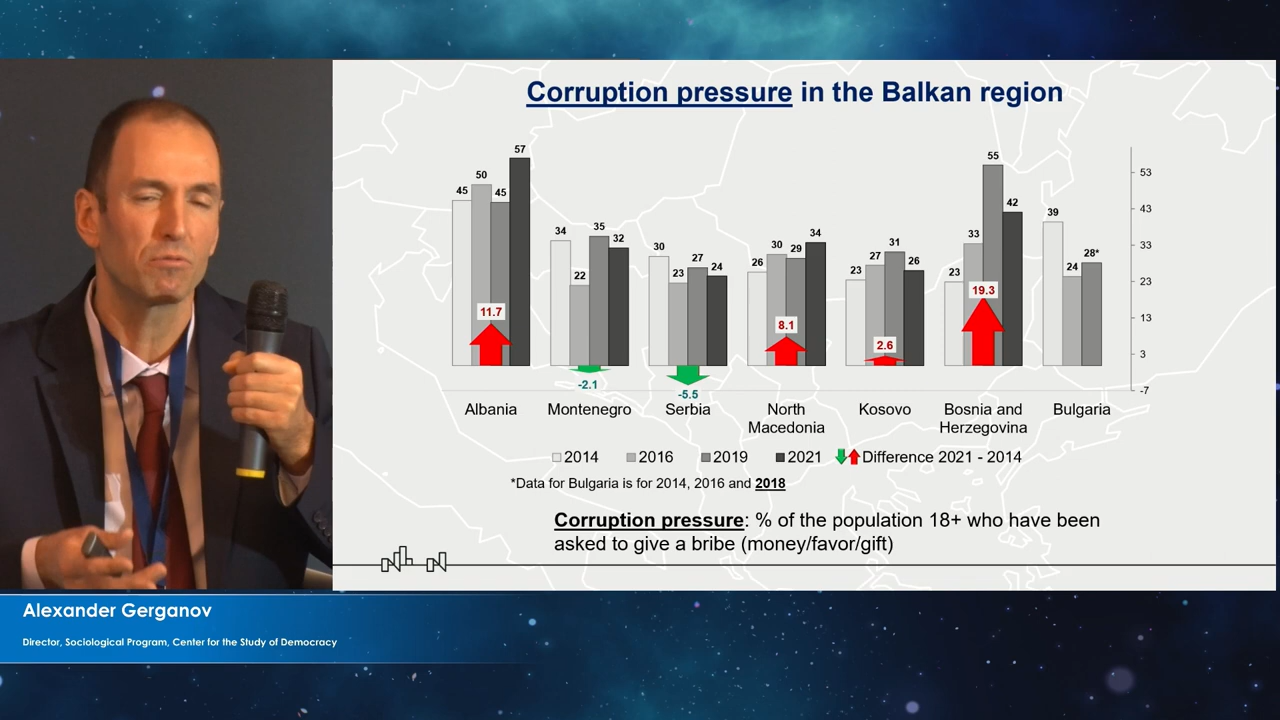 Corruption pressure in the Balkan region
45 50 45 57
34 22 35 32
30 23 27 24
26 30 29 34
23 27 31 26
23 33 55 42
39 24 28*
11.7 -2.1 -5.5 8.1 2.6 19.3
53
43
33
23
13
3
-7
Albania Montenegro Serbia North Macedonia Kosovo Bosnia and Herzegovina Bulgaria
2014 2016 2019 2021 Difference 2021 - 2014
*Data for Bulgaria is for 2014, 2016 and 2018
Corruption pressure: % of the population 18+ who have been
asked to give a bribe (money/favor/gift)
Alexander Gerganov
Director, Sociological Program, Center for the Study of Democracy